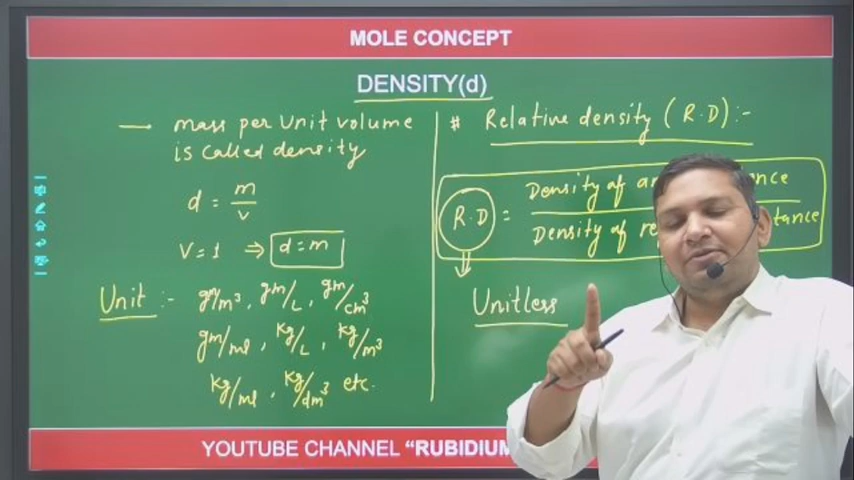 MOLE CONCEPT
DENSITY(d)
— mass per unit volume
is called density
d = m/v
V = 1 ⇒ d = m
Unit :- gm/m³, gm/L, gm/cm³
gm/ml, kg/L, kg/m³
kg/ml, kg/dm³ etc.
# Relative density (R.D) :-
R.D = Density of / Density of
Unitless
YOUTUBE CHANNEL “RUBIDIUM